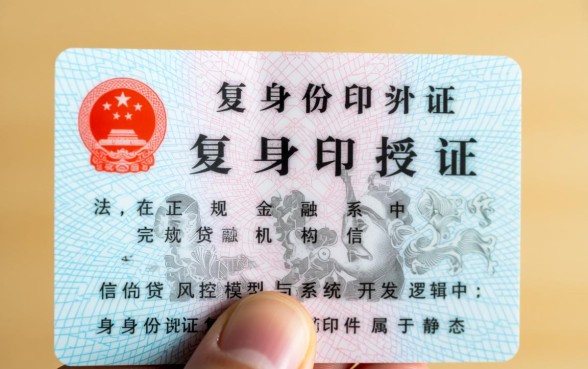 复身份印 证
复身印授证
法,在正规金融系中
完 贷融机构信
信 贷 风控模型与系统 开发 逻辑中:
身身份 证 印件 属于静态